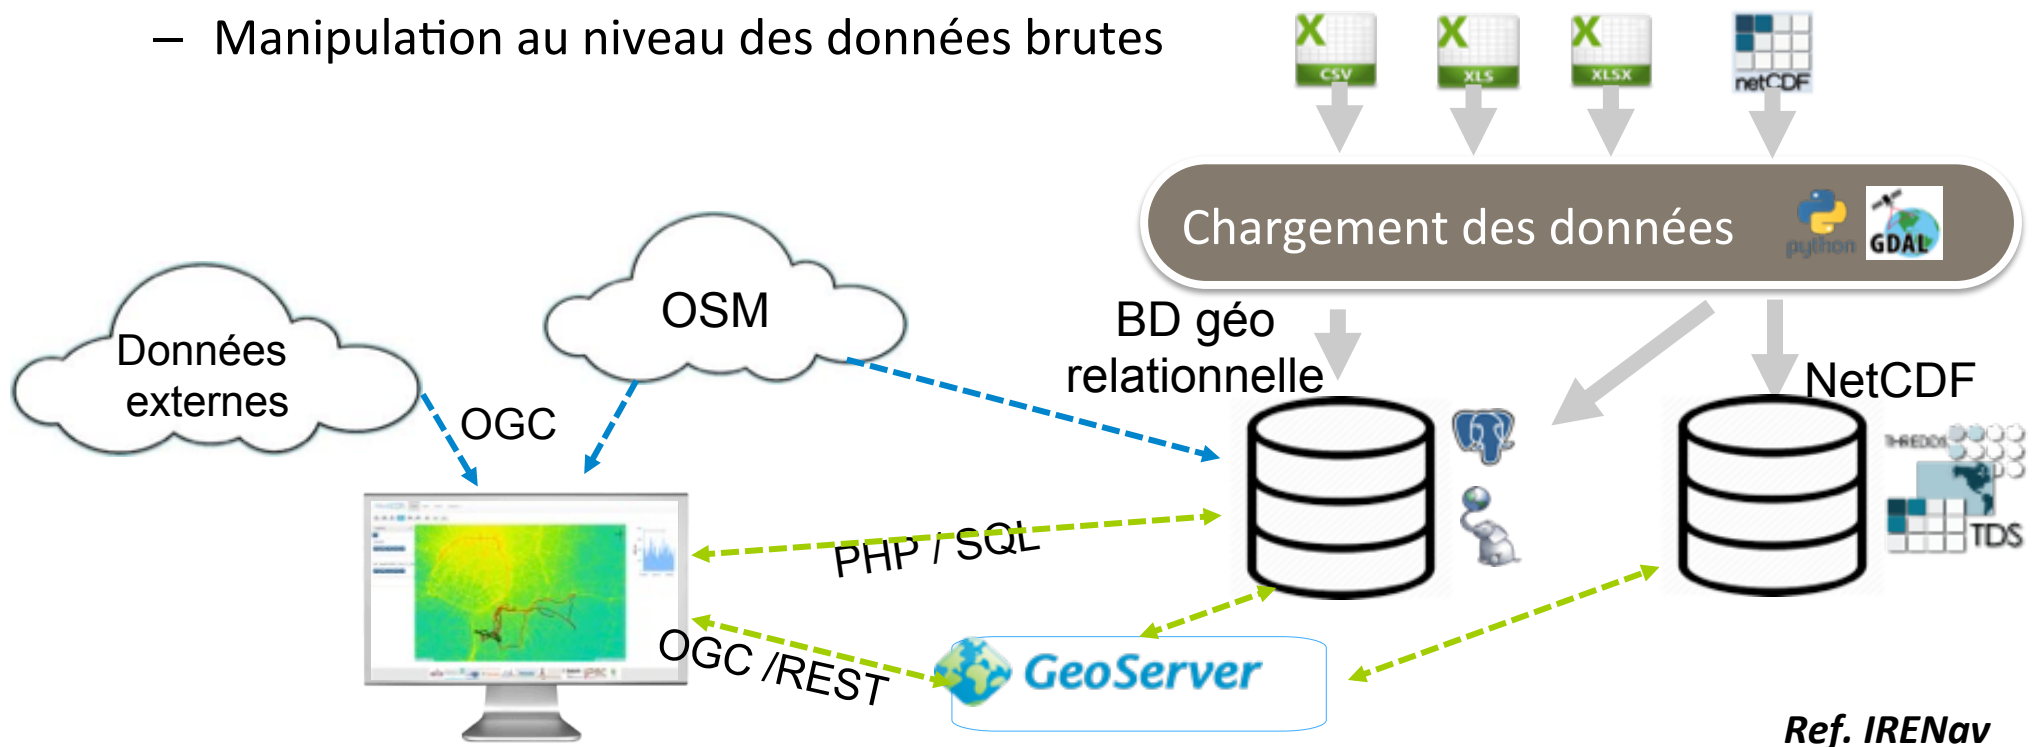 – Manipulation au niveau des données brutes
CSV
XLS
XLSX
netCDF
Chargement des données
python
GDAL
OSM
BD géo
relationnelle
NetCDF
Données
externes
OGC
THREDDS
TDS
PHP / SQL
OGC /REST
GeoServer
Ref. IRENav